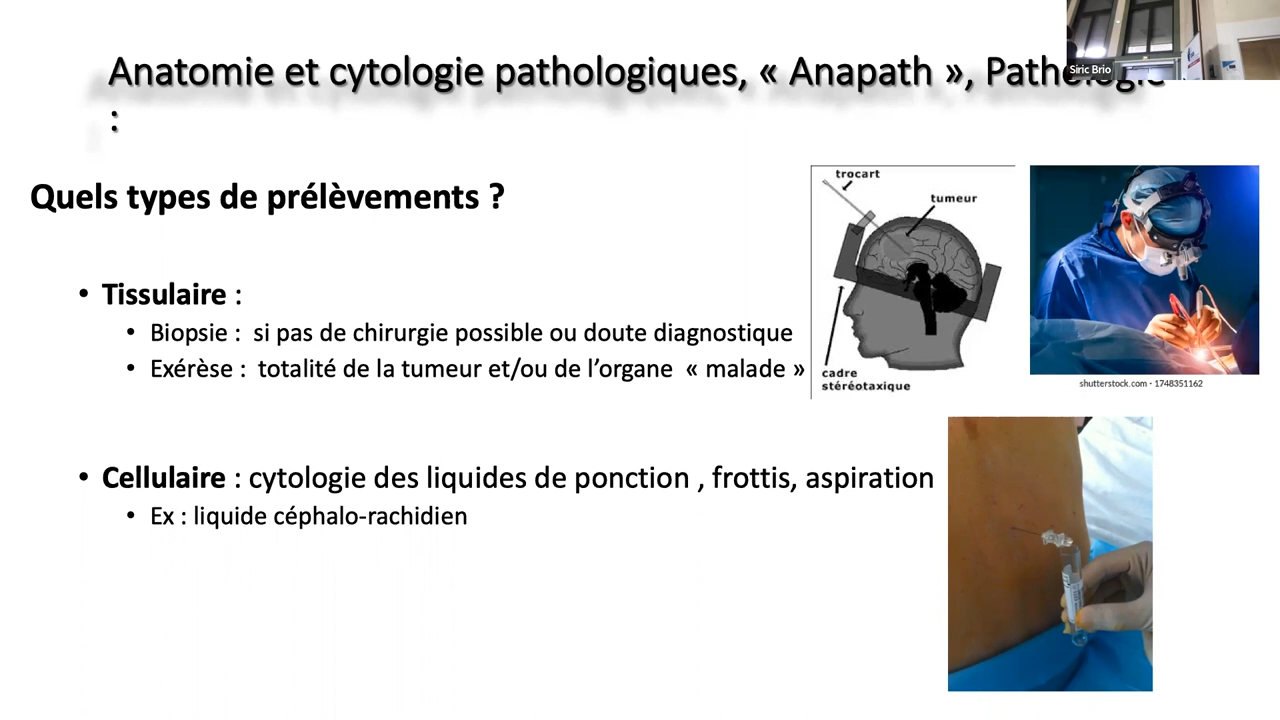 Anatomie et cytologie pathologiques, « Anapath », Pathologie
:
Siric Brio
Quels types de prélèvements ?
• Tissulaire :
• Biopsie : si pas de chirurgie possible ou doute diagnostique
• Exérèse : totalité de la tumeur et/ou de l’organe « malade »
trocart
tumeur
cadre
stéréotaxique
shutterstock.com • 1748351162
• Cellulaire : cytologie des liquides de ponction , frottis, aspiration
• Ex : liquide céphalo-rachidien